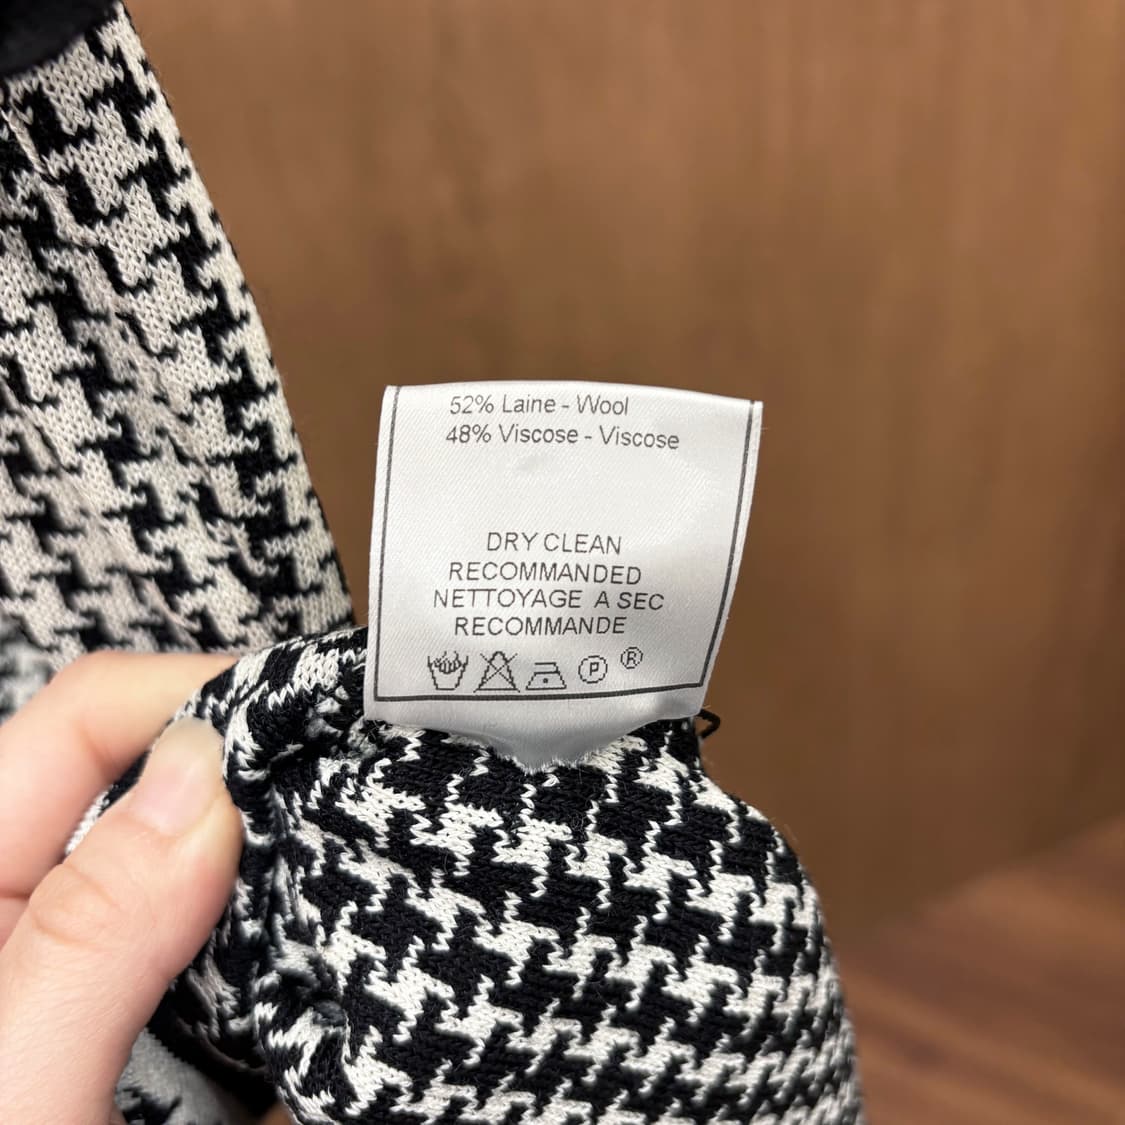 52% Laine - Wool
48% Viscose - Viscose
DRY CLEAN
RECOMMANDED
NETTOYAGE A SEC
RECOMMANDE
P ®